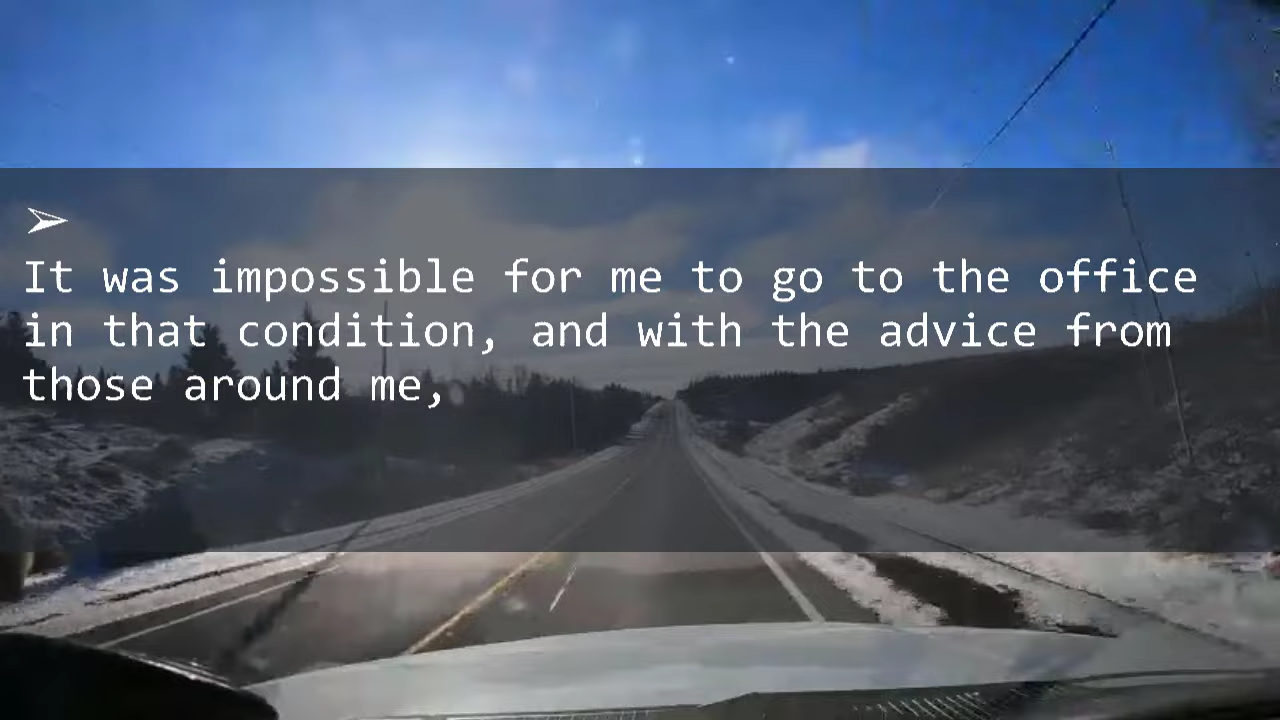 ➢
It was impossible for me to go to the office
in that condition, and with the advice from
those around me,